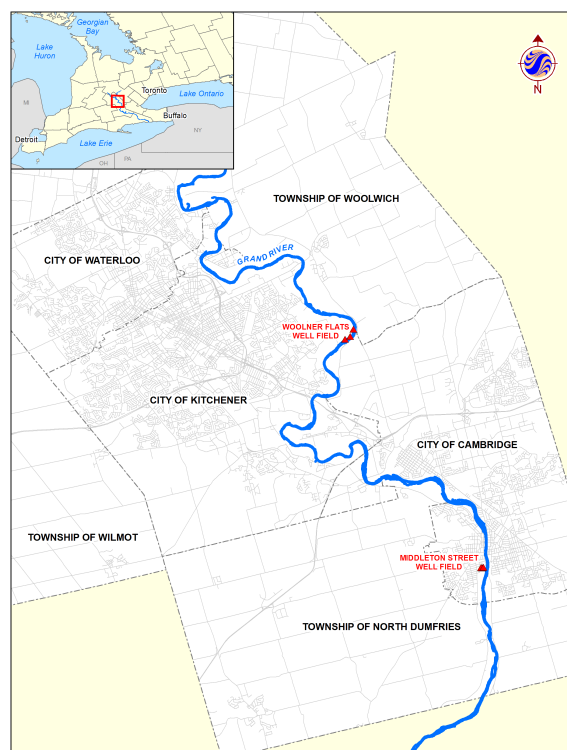 Georgian
Bay
Lake
Huron
Toronto
Lake Ontario
MI
Buffalo
NY
Detroit
Lake Erie
OH
PA
N
TOWNSHIP OF WOOLWICH
CITY OF WATERLOO
GRAND RIVER
WOOLNER FLATS
WELL FIELD
CITY OF KITCHENER
CITY OF CAMBRIDGE
TOWNSHIP OF WILMOT
MIDDLETON STREET
WELL FIELD
TOWNSHIP OF NORTH DUMFRIES